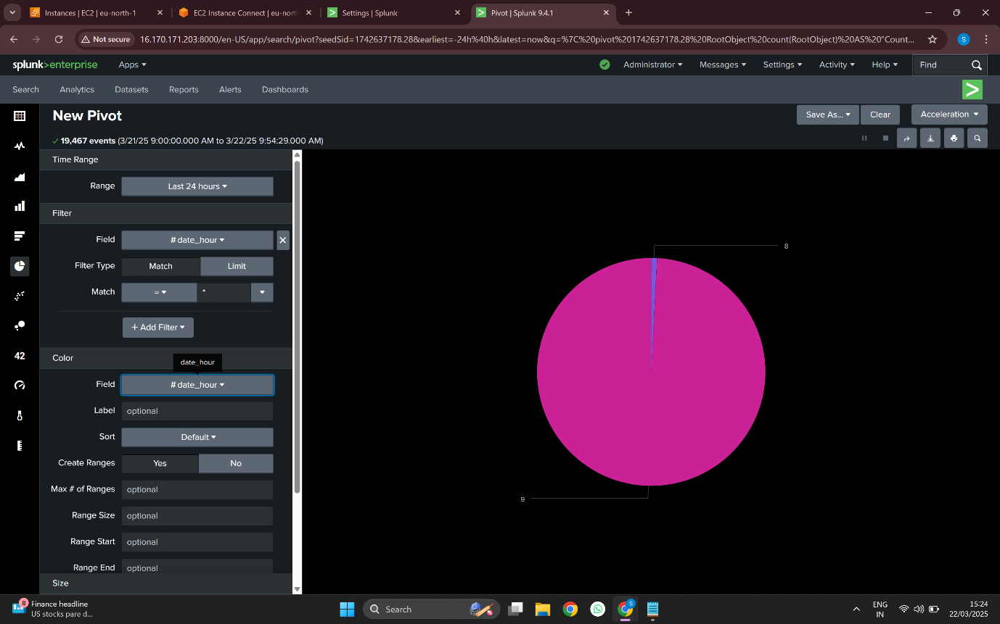 Instances | EC2 | eu-north-1
EC2 Instance Connect | eu-nort
Settings | Splunk
Pivot | Splunk 9.4.1
Not secure
16.170.171.203:8000/en-US/app/search/pivot?seedSid=1742637178.28&earliest=-24h%40h&latest=now&q=%7C%20pivot%201742637178.28%20RootObject%20count(RootObject)%20AS%20"Count...
S
splunk>enterprise
Apps
Administrator
Messages
Settings
Activity
Help
Find
Search
Analytics
Datasets
Reports
Alerts
Dashboards
New Pivot
Save As...
Clear
Acceleration
19,467 events (3/21/25 9:00:00.000 AM to 3/22/25 9:54:29.000 AM)
Time Range
Range
Last 24 hours
Filter
Field
# date_hour
Filter Type
Match
Limit
Match
=
*
+ Add Filter
Color
date_hour
Field
# date_hour
Label
optional
Sort
Default
Create Ranges
Yes
No
Max # of Ranges
optional
Range Size
optional
Range Start
optional
Range End
optional
Size
42
8
9
8
Finance headline
US stocks pare d...
Search
S
ENG
IN
15:24
22/03/2025